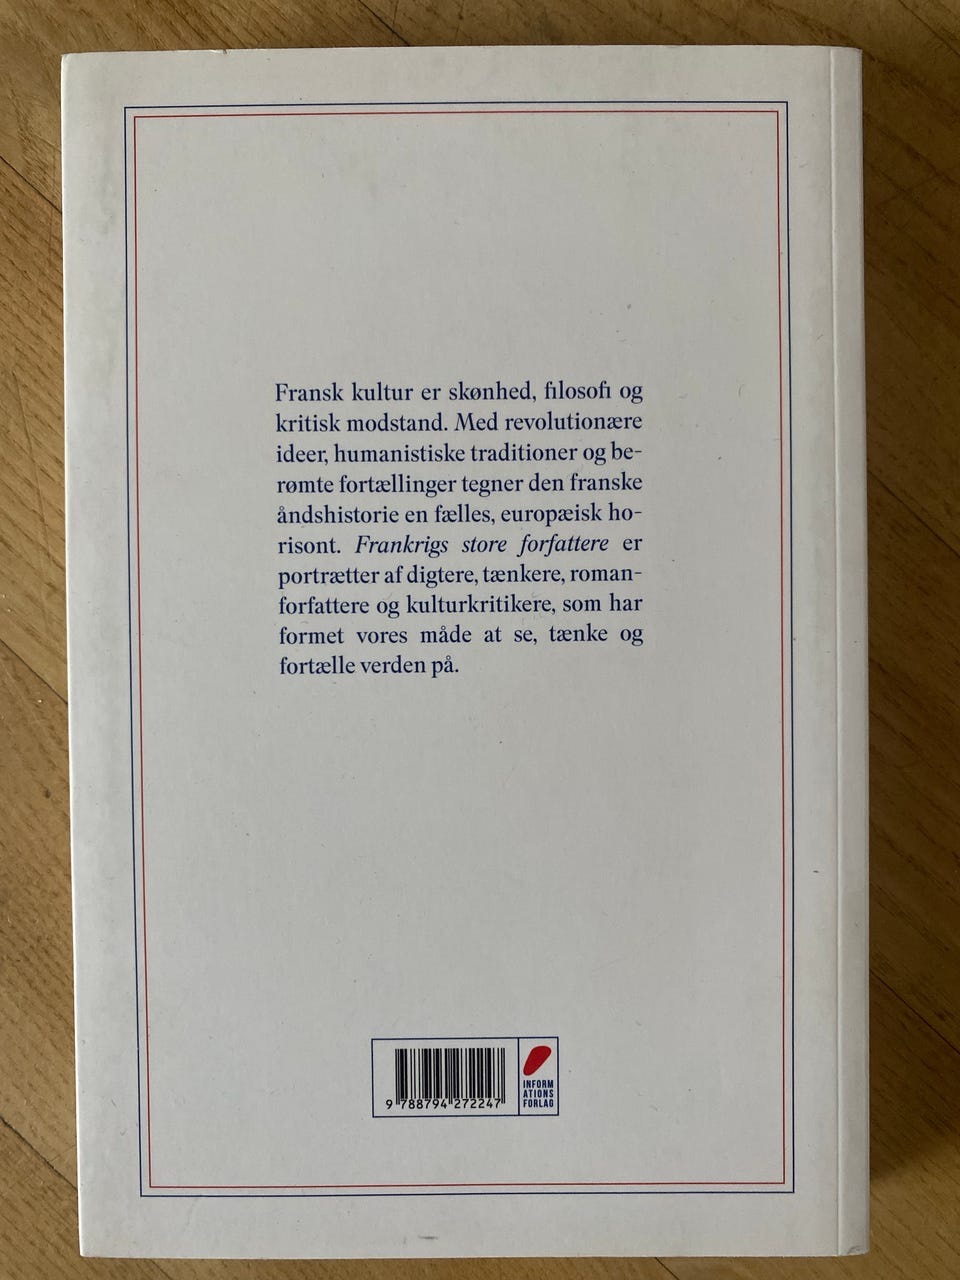 Fransk kultur er skønhed, filosofi og
kritisk modstand. Med revolutionære
ideer, humanistiske traditioner og be-
rømte fortællinger tegner den franske
åndshistorie en fælles, europæisk ho-
risont. Frankrigs store forfattere er
portrætter af digtere, tænkere, roman-
forfattere og kulturkritikere, som har
formet vores måde at se, tænke og
fortælle verden på.
9 788794 272247
INFORM
ATIONS
FORLAG